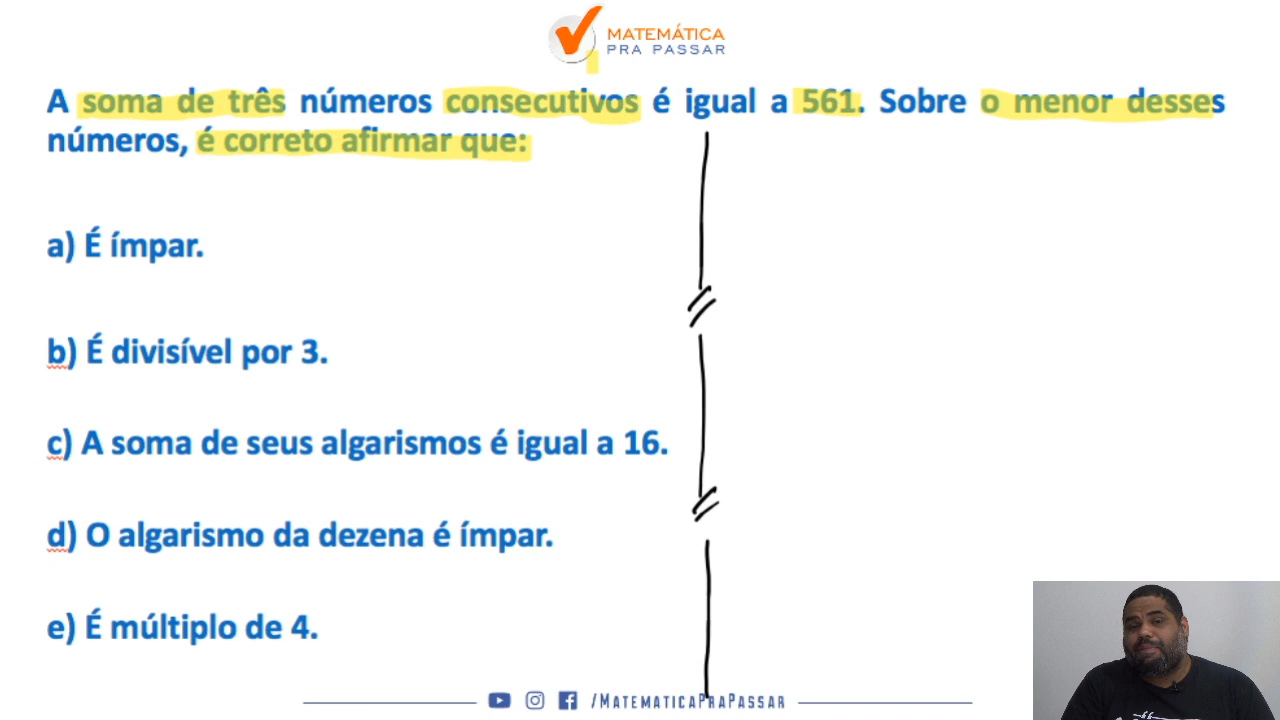 MATEMÁTICA
PRA PASSAR
A soma de três números consecutivos é igual a 561. Sobre o menor desses
números, é correto afirmar que:
a) É ímpar.
b) É divisível por 3.
c) A soma de seus algarismos é igual a 16.
d) O algarismo da dezena é ímpar.
e) É múltiplo de 4.
/MATEMATICAPRAPASSAR